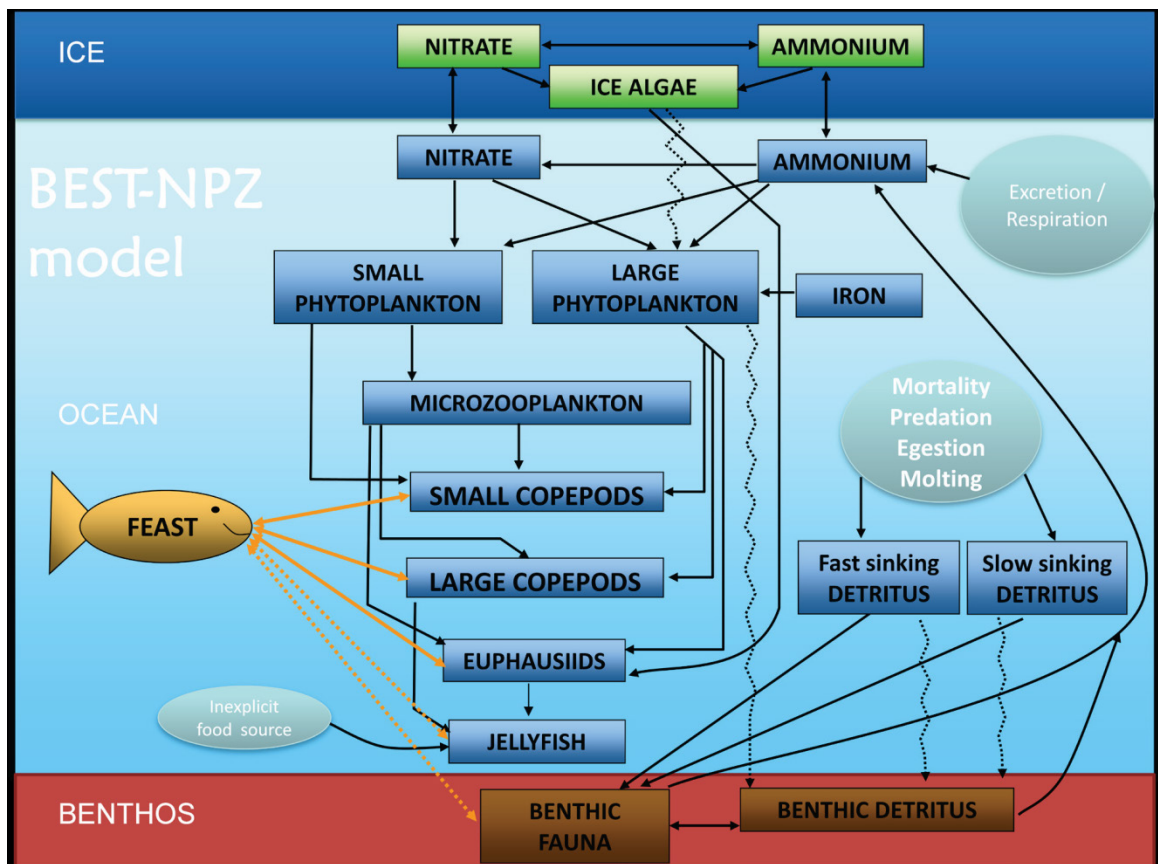 ICE
NITRATE
AMMONIUM
ICE ALGAE
BEST-NPZ
model
NITRATE
AMMONIUM
Excretion /
Respiration
SMALL
PHYTOPLANKTON
LARGE
PHYTOPLANKTON
IRON
OCEAN
MICROZOOPLANKTON
Mortality
Predation
Egestion
Molting
SMALL COPEPODS
FEAST
LARGE COPEPODS
Fast sinking
DETRITUS
Slow sinking
DETRITUS
EUPHAUSIIDS
Inexplicit
food source
JELLYFISH
BENTHOS
BENTHIC
FAUNA
BENTHIC DETRITUS